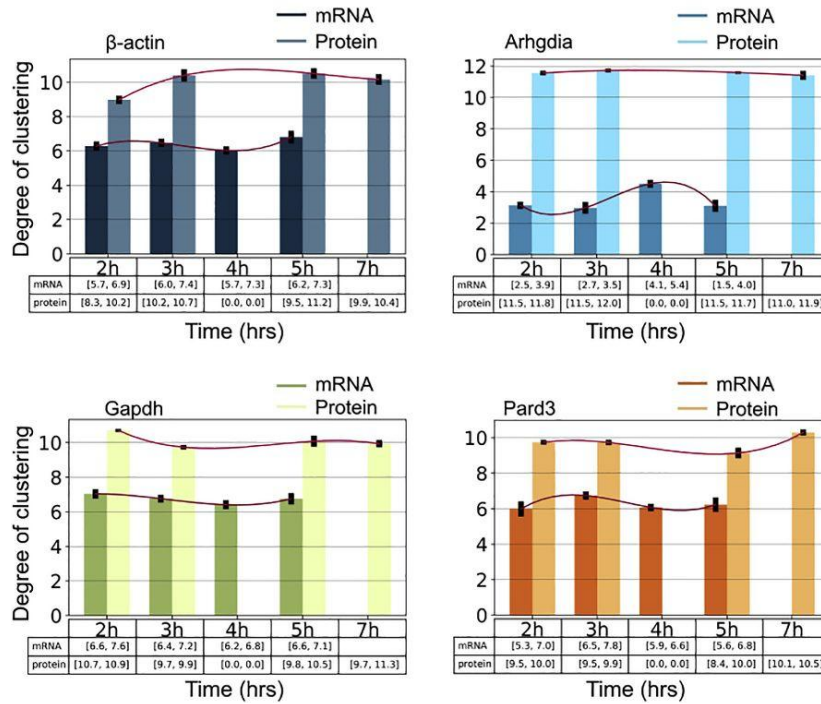 β-actin
mRNA
Protein
Degree of clustering
10
8
6
4
2
0
2h 3h 4h 5h 7h
mRNA [5.7, 6.9] [6.0, 7.4] [5.7, 7.3] [6.2, 7.3]
protein [8.3, 10.2] [10.2, 10.7] [0.0, 0.0] [9.5, 11.2] [9.9, 10.4]
Time (hrs)
Arhgdia
mRNA
Protein
12
10
8
6
4
2
0
2h 3h 4h 5h 7h
mRNA [2.5, 3.9] [2.7, 3.5] [4.1, 5.4] [1.5, 4.0]
protein [11.5, 11.8] [11.5, 12.0] [0.0, 0.0] [11.5, 11.7] [11.0, 11.9]
Time (hrs)
Gapdh
mRNA
Protein
Degree of clustering
10
8
6
4
2
0
2h 3h 4h 5h 7h
mRNA [6.6, 7.6] [6.4, 7.2] [6.2, 6.8] [6.6, 7.1]
protein [10.7, 10.9] [9.7, 9.9] [0.0, 0.0] [9.8, 10.5] [9.7, 11.3]
Time (hrs)
Pard3
mRNA
Protein
10
8
6
4
2
0
2h 3h 4h 5h 7h
mRNA [5.3, 7.0] [6.5, 7.8] [5.9, 6.6] [5.6, 6.8]
protein [9.5, 10.0] [9.5, 9.9] [0.0, 0.0] [8.4, 10.0] [10.1, 10.5]
Time (hrs)